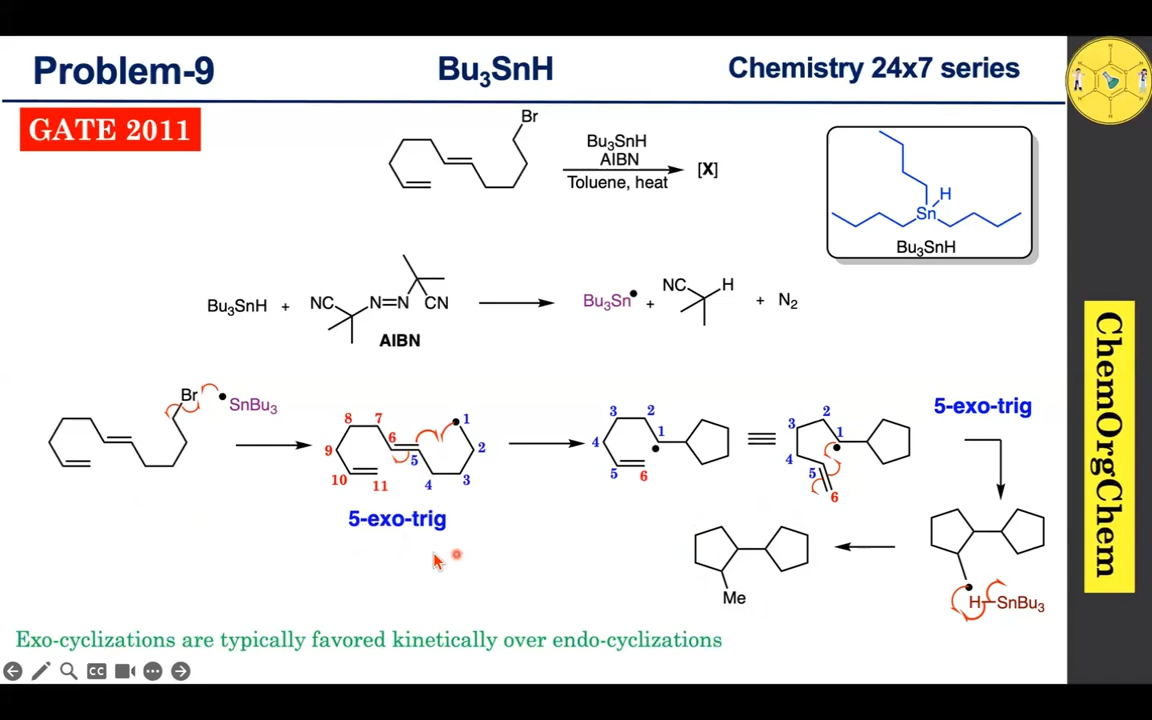 Problem-9
Bu3SnH
Chemistry 24x7 series
GATE 2011
Br
Bu3SnH
AIBN
Toluene, heat
[X]
H
Sn
Bu3SnH
Bu3SnH +
NC
N=N
CN
AIBN
Bu3Sn• +
NC
H
+ N2
Br
SnBu3
1
2
3
4
5
6
7
8
9
10
11
5-exo-trig
1
2
3
4
5
6
1
2
3
4
5
6
5-exo-trig
H–SnBu3
Me
Exo-cyclizations are typically favored kinetically over endo-cyclizations
CC
ChemOrgChem